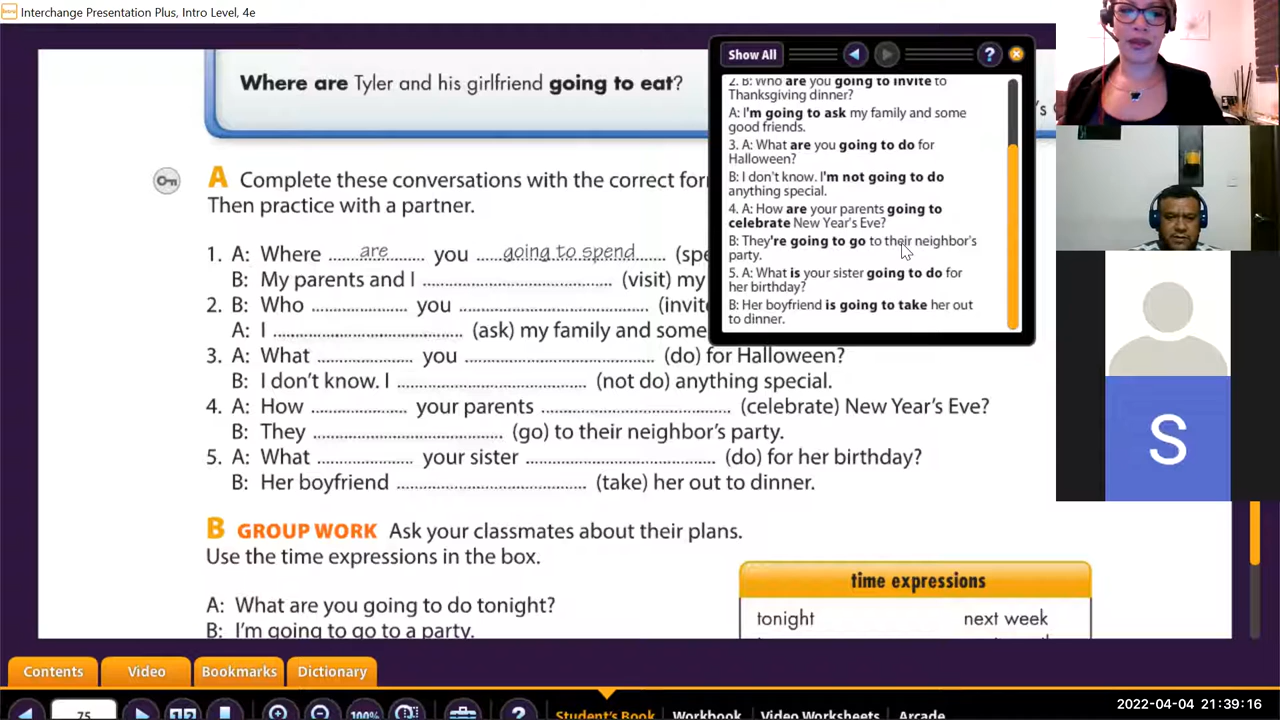 Interchange Presentation Plus, Intro Level, 4e
Where are Tyler and his girlfriend going to eat?
A Complete these conversations with the correct
Then practice with a partner.
1. A: Where are you going to spend
B: My parents and I (visit) my
2. B: Who you
A: I (ask) my family and some
3. A: What you (do) for Halloween?
B: I don't know. I (not do) anything special.
4. A: How your parents (celebrate) New Year's Eve?
B: They (go) to their neighbor's party.
5. A: What your sister (do) for her birthday?
B: Her boyfriend (take) her out to dinner.
B GROUP WORK Ask your classmates about their plans.
Use the time expressions in the box.
A: What are you going to do tonight?
B: I'm going to go to a party.
time expressions
tonight next week
Show All ?
2. B: Who are you going to invite to
Thanksgiving dinner?
A: I'm going to ask my family and some
good friends.
3. A: What are you going to do for
Halloween?
B: I don't know. I'm not going to do
anything special.
4. A: How are your parents going to
celebrate New Year's Eve?
B: They're going to go to their neighbor's
party.
5. A: What is your sister going to do for
her birthday?
B: Her boyfriend is going to take her out
to dinner.
S
Contents Video Bookmarks Dictionary
75 100% ? Student's Book Workbook Video Worksheets Arcade
2022-04-04 21:39:16